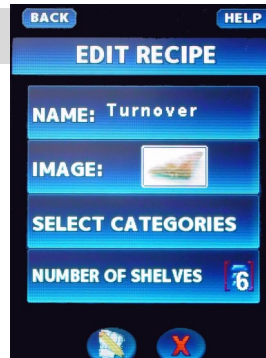 BACK HELP
EDIT RECIPE
NAME: Turnover
IMAGE:
SELECT CATEGORIES
NUMBER OF SHELVES 6
X